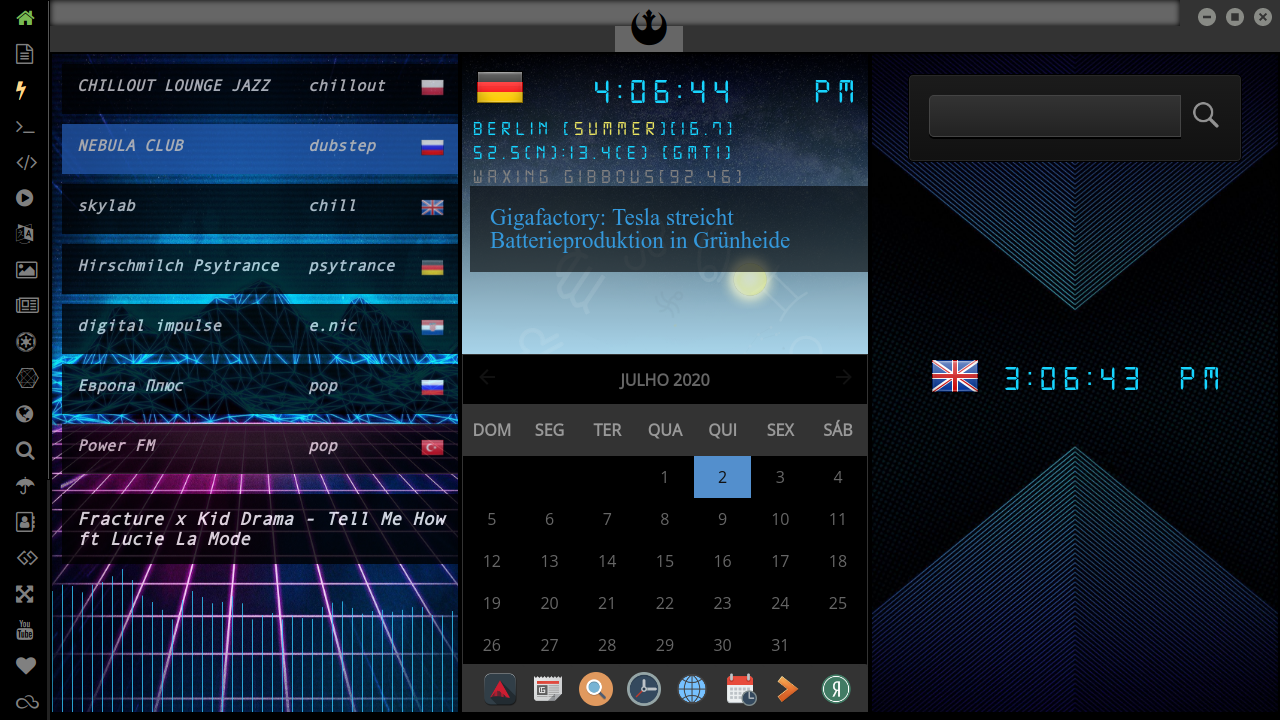 CHILLOUT LOUNGE JAZZ chillout
NEBULA CLUB dubstep
skylab chill
Hirschmilch Psytrance psytrance
digital impulse e.nic
Европа Плюс pop
Power FM pop
Fracture x Kid Drama - Tell Me How
ft Lucie La Mode
4:06:44 PM
BERLIN (SUMMER)(16.7)
52.5(N):13.4(E) (GMT1)
WAXING GIBBOUS(92.46)
Gigafactory: Tesla streicht
Batterieproduktion in Grünheide
JULHO 2020
DOM SEG TER QUA QUI SEX SÁB
1 2 3 4
5 6 7 8 9 10 11
12 13 14 15 16 17 18
19 20 21 22 23 24 25
26 27 28 29 30 31
3:06:43 PM
You
Tube
Я